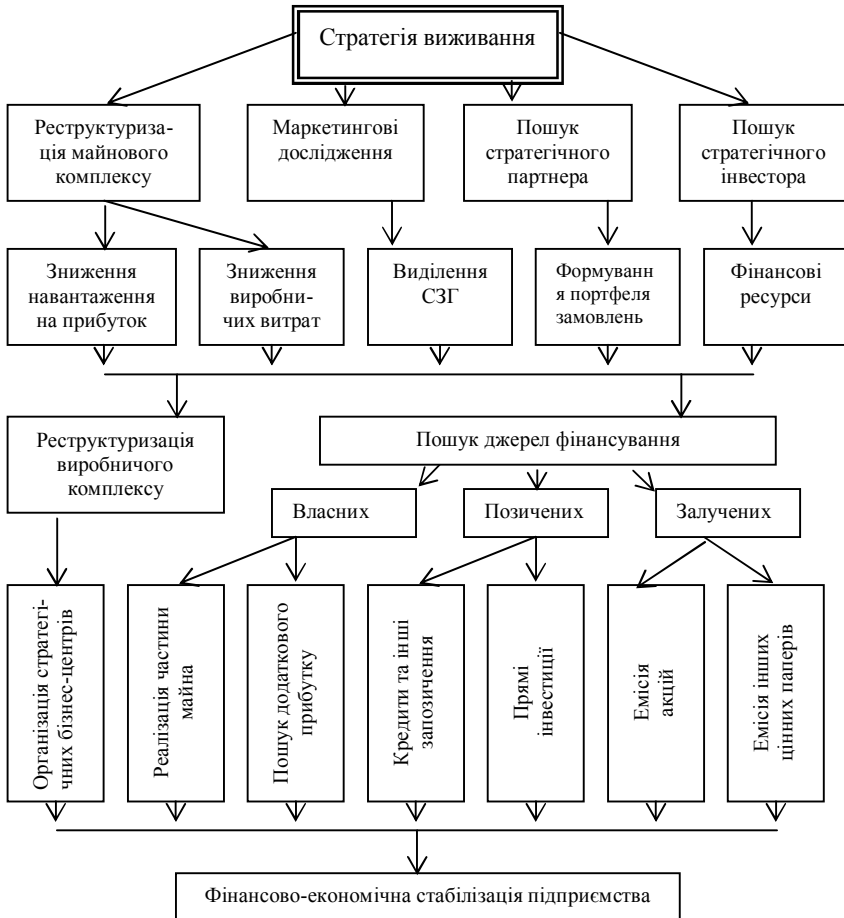 Стратегія виживання
Реструктуриза-
ація майнового
комплексу
Маркетингові
дослідження
Пошук
стратегічного
партнера
Пошук
стратегічного
інвестора
Зниження
навантаження
на прибуток
Зниження
виробни-
чих витрат
Виділення
СЗГ
Формуванн
я портфеля
замовлень
Фінансові
ресурси
Реструктуризація
виробничого
комплексу
Пошук джерел фінансування
Власних
Позичених
Залучених
Організація стратегі-
чних бізнес-центрів
Реалізація частини
майна
Пошук додаткового
прибутку
Кредити та інші
запозичення
Прямі
інвестиції
Емісія
акцій
Емісія інших
цінних паперів
Фінансово-економічна стабілізація підприємства